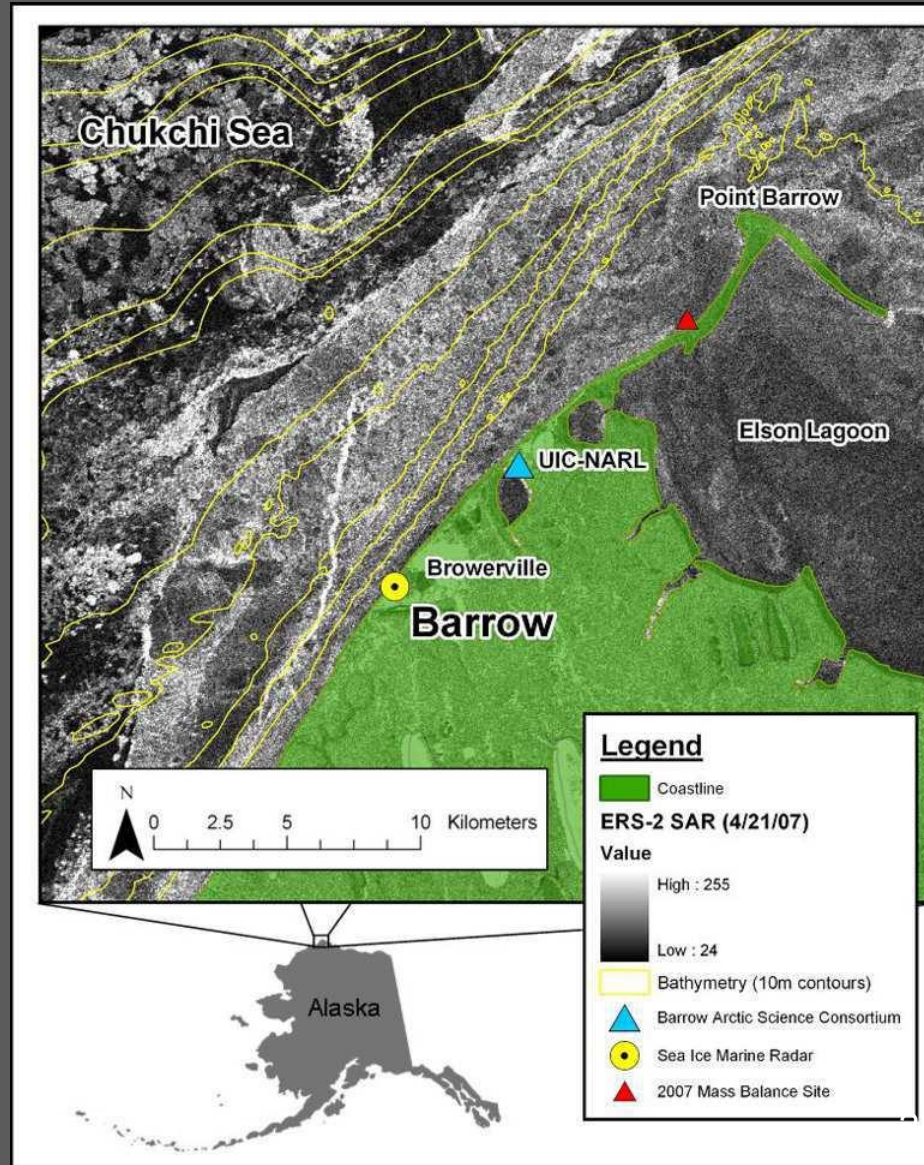 Chukchi Sea
Point Barrow
Elson Lagoon
UIC-NARL
Browerville
Barrow
N
0 2.5 5 10 Kilometers
Legend
Coastline
ERS-2 SAR (4/21/07)
Value
High : 255
Low : 24
Bathymetry (10m contours)
Barrow Arctic Science Consortium
Sea Ice Marine Radar
2007 Mass Balance Site
Alaska